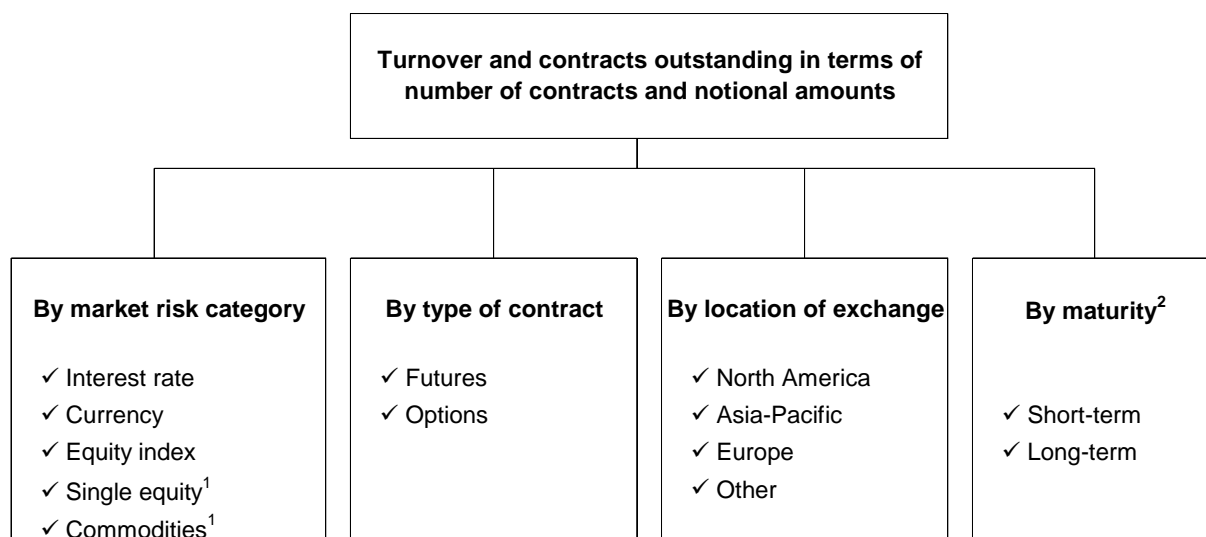 Turnover and contracts outstanding in terms of
number of contracts and notional amounts
By market risk category
✓ Interest rate
✓ Currency
✓ Equity index
✓ Single equity¹
✓ Commodities¹
By type of contract
✓ Futures
✓ Options
By location of exchange
✓ North America
✓ Asia-Pacific
✓ Europe
✓ Other
By maturity²
✓ Short-term
✓ Long-term